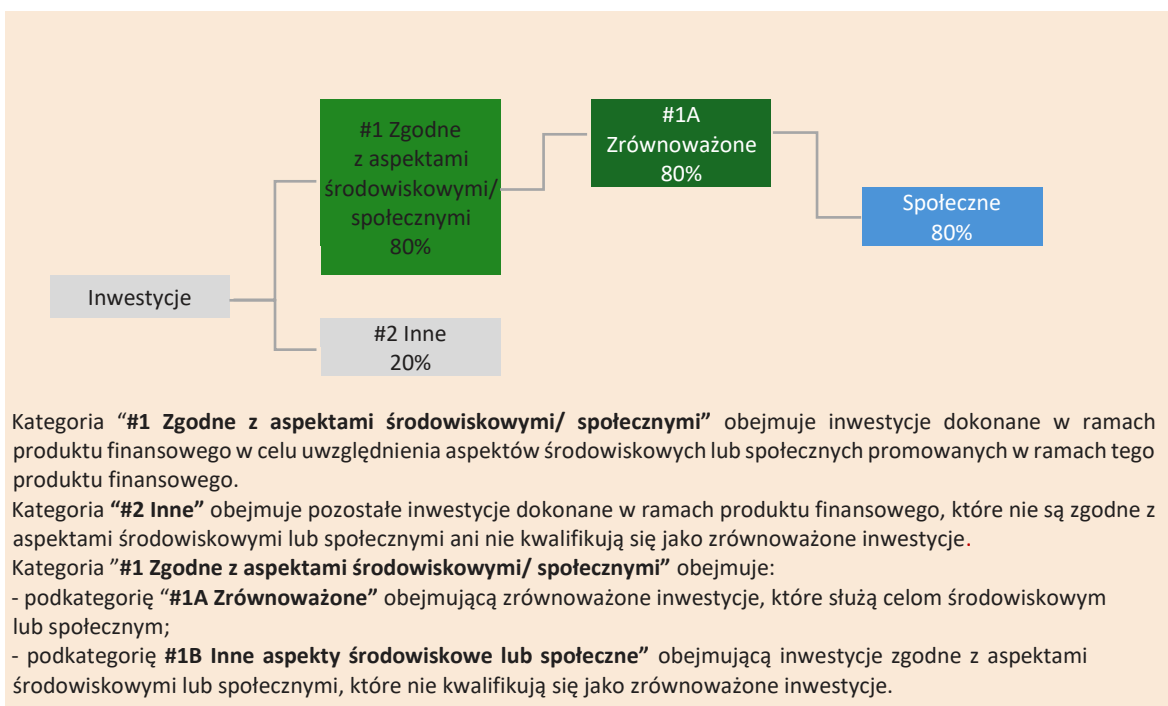 #1 Zgodne
z aspektami
środowiskowymi/
społecznymi
80%
#1A
Zrównoważone
80%
Społeczne
80%
Inwestycje
#2 Inne
20%
Kategoria “#1 Zgodne z aspektami środowiskowymi/ społecznymi” obejmuje inwestycje dokonane w ramach
produktu finansowego w celu uwzględnienia aspektów środowiskowych lub społecznych promowanych w ramach tego
produktu finansowego.
Kategoria “#2 Inne” obejmuje pozostałe inwestycje dokonane w ramach produktu finansowego, które nie są zgodne z
aspektami środowiskowymi lub społecznymi ani nie kwalifikują się jako zrównoważone inwestycje.
Kategoria ”#1 Zgodne z aspektami środowiskowymi/ społecznymi” obejmuje:
- podkategorię “#1A Zrównoważone” obejmującą zrównoważone inwestycje, które służą celom środowiskowym
lub społecznym;
- podkategorię #1B Inne aspekty środowiskowe lub społeczne” obejmującą inwestycje zgodne z aspektami
środowiskowymi lub społecznymi, które nie kwalifikują się jako zrównoważone inwestycje.